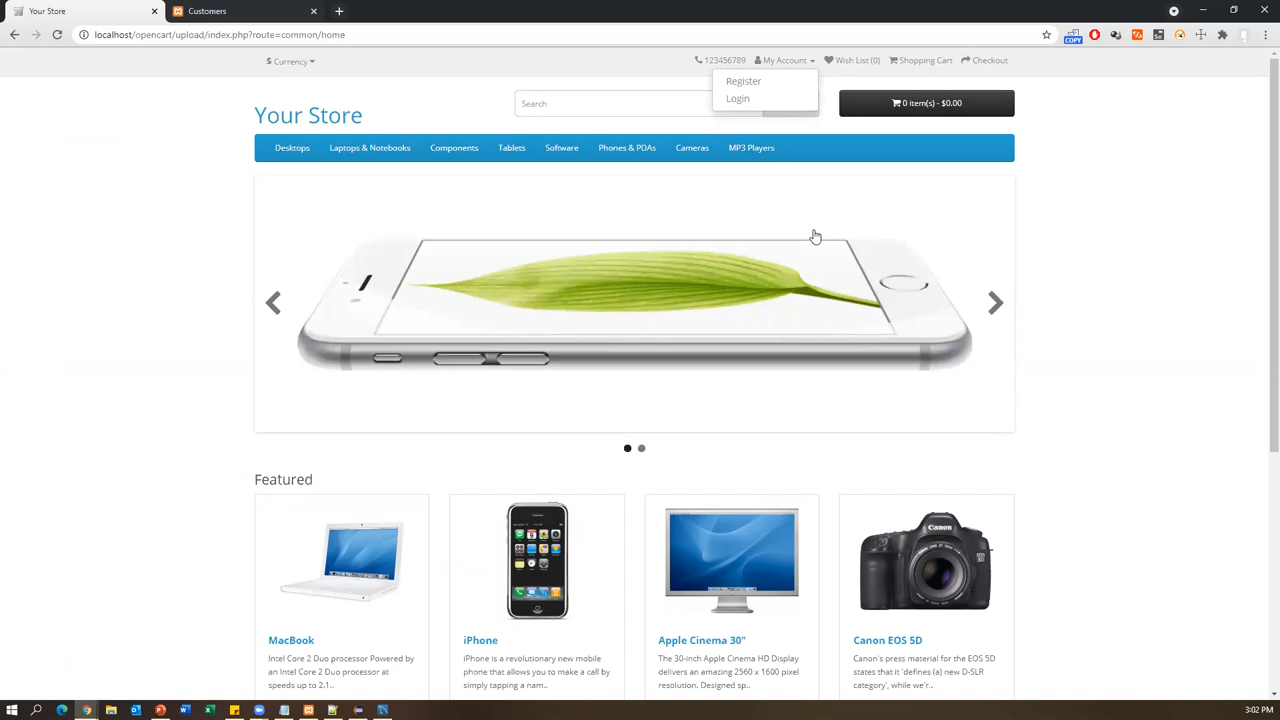 Your Store
Customers
localhost/opencart/upload/index.php?route=common/home
COPY
$ Currency
123456789 My Account Wish List (0) Shopping Cart Checkout
Register
Login
Your Store
Search
0 item(s) - $0.00
Desktops Laptops & Notebooks Components Tablets Software Phones & PDAs Cameras MP3 Players
Featured
Canon
MacBook
Intel Core 2 Duo processor Powered by
an Intel Core 2 Duo processor at
speeds up to 2.1..
iPhone
iPhone is a revolutionary new mobile
phone that allows you to make a call by
simply tapping a nam..
Apple Cinema 30"
The 30-inch Apple Cinema HD Display
delivers an amazing 2560 x 1600 pixel
resolution. Designed sp..
Canon EOS 5D
Canon's press material for the EOS 5D
states that it 'defines (a) new D-SLR
category', while we'r..
3:02 PM